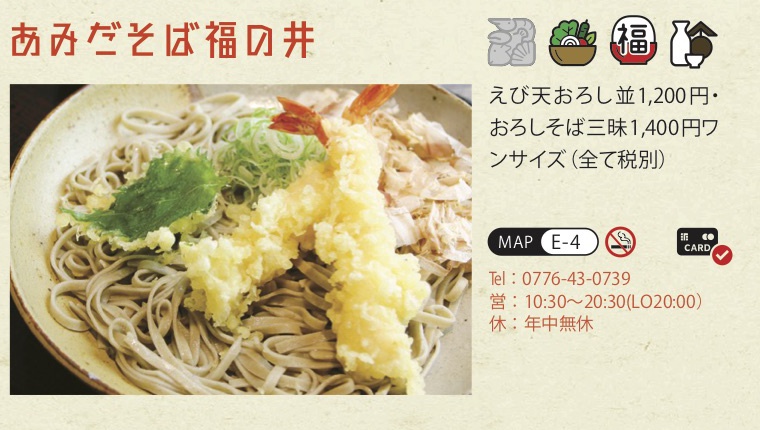 あみだそば福の井
福
えび天おろし並1,200円・
おろしそば三昧1,400円ワ
ンサイズ（全て税別）
MAP E-4
CARD
Tel：0776-43-0739
営：10:30～20:30(LO20:00）
休：年中無休